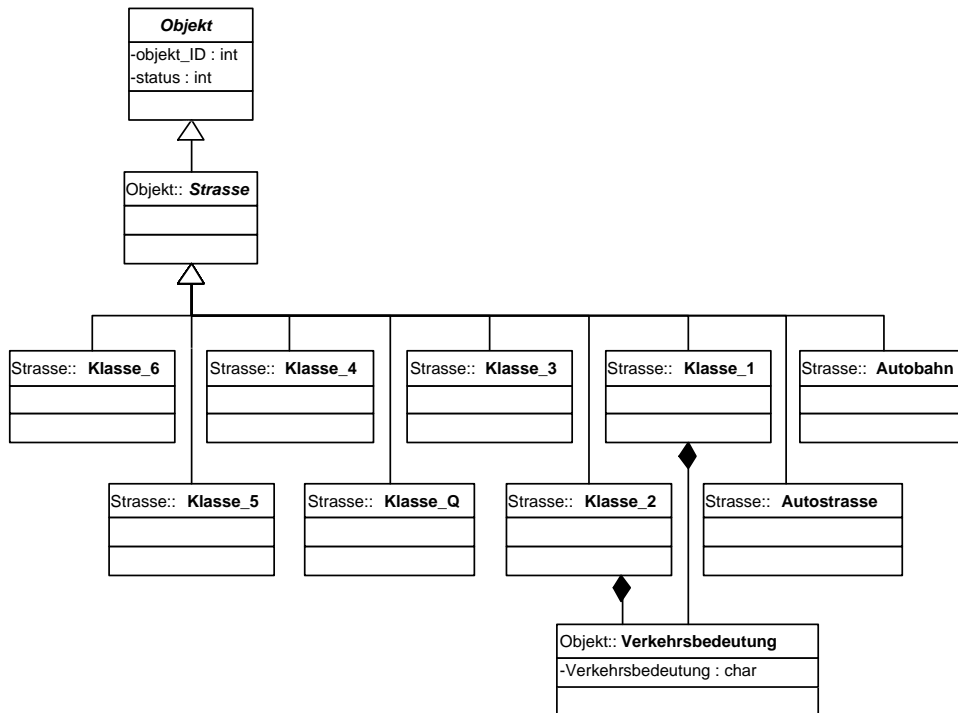 Objekt
-objekt_ID : int
-status : int
Objekt:: Strasse
Strasse:: Klasse_6
Strasse:: Klasse_4
Strasse:: Klasse_3
Strasse:: Klasse_1
Strasse:: Autobahn
Strasse:: Klasse_5
Strasse:: Klasse_Q
Strasse:: Klasse_2
Strasse:: Autostrasse
Objekt:: Verkehrsbedeutung
-Verkehrsbedeutung : char